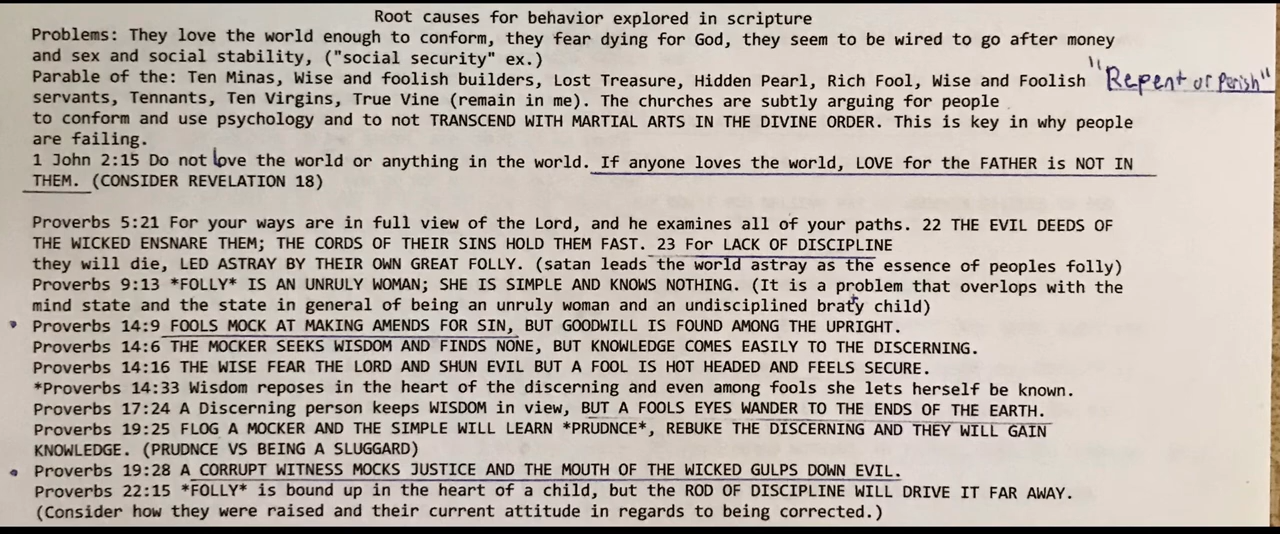 Root causes for behavior explored in scripture
Problems: They love the world enough to conform, they fear dying for God, they seem to be wired to go after money
and sex and social stability, ("social security" ex.)
Parable of the: Ten Minas, Wise and foolish builders, Lost Treasure, Hidden Pearl, Rich Fool, Wise and Foolish "Repent or Perish"
servants, Tennants, Ten Virgins, True Vine (remain in me). The churches are subtly arguing for people
to conform and use psychology and to not TRANSCEND WITH MARTIAL ARTS IN THE DIVINE ORDER. This is key in why people
are failing.
1 John 2:15 Do not love the world or anything in the world. If anyone loves the world, LOVE for the FATHER is NOT IN
THEM. (CONSIDER REVELATION 18)
Proverbs 5:21 For your ways are in full view of the Lord, and he examines all of your paths. 22 THE EVIL DEEDS OF
THE WICKED ENSNARE THEM; THE CORDS OF THEIR SINS HOLD THEM FAST. 23 For LACK OF DISCIPLINE
they will die, LED ASTRAY BY THEIR OWN GREAT FOLLY. (satan leads the world astray as the essence of peoples folly)
Proverbs 9:13 *FOLLY* IS AN UNRULY WOMAN; SHE IS SIMPLE AND KNOWS NOTHING. (It is a problem that overlops with the
mind state and the state in general of being an unruly woman and an undisciplined bratty child)
Proverbs 14:9 FOOLS MOCK AT MAKING AMENDS FOR SIN, BUT GOODWILL IS FOUND AMONG THE UPRIGHT.
Proverbs 14:6 THE MOCKER SEEKS WISDOM AND FINDS NONE, BUT KNOWLEDGE COMES EASILY TO THE DISCERNING.
Proverbs 14:16 THE WISE FEAR THE LORD AND SHUN EVIL BUT A FOOL IS HOT HEADED AND FEELS SECURE.
*Proverbs 14:33 Wisdom reposes in the heart of the discerning and even among fools she lets herself be known.
Proverbs 17:24 A Discerning person keeps WISDOM in view, BUT A FOOLS EYES WANDER TO THE ENDS OF THE EARTH.
Proverbs 19:25 FLOG A MOCKER AND THE SIMPLE WILL LEARN *PRUDNCE*, REBUKE THE DISCERNING AND THEY WILL GAIN
KNOWLEDGE. (PRUDNCE VS BEING A SLUGGARD)
Proverbs 19:28 A CORRUPT WITNESS MOCKS JUSTICE AND THE MOUTH OF THE WICKED GULPS DOWN EVIL.
Proverbs 22:15 *FOLLY* is bound up in the heart of a child, but the ROD OF DISCIPLINE WILL DRIVE IT FAR AWAY.
(Consider how they were raised and their current attitude in regards to being corrected.)